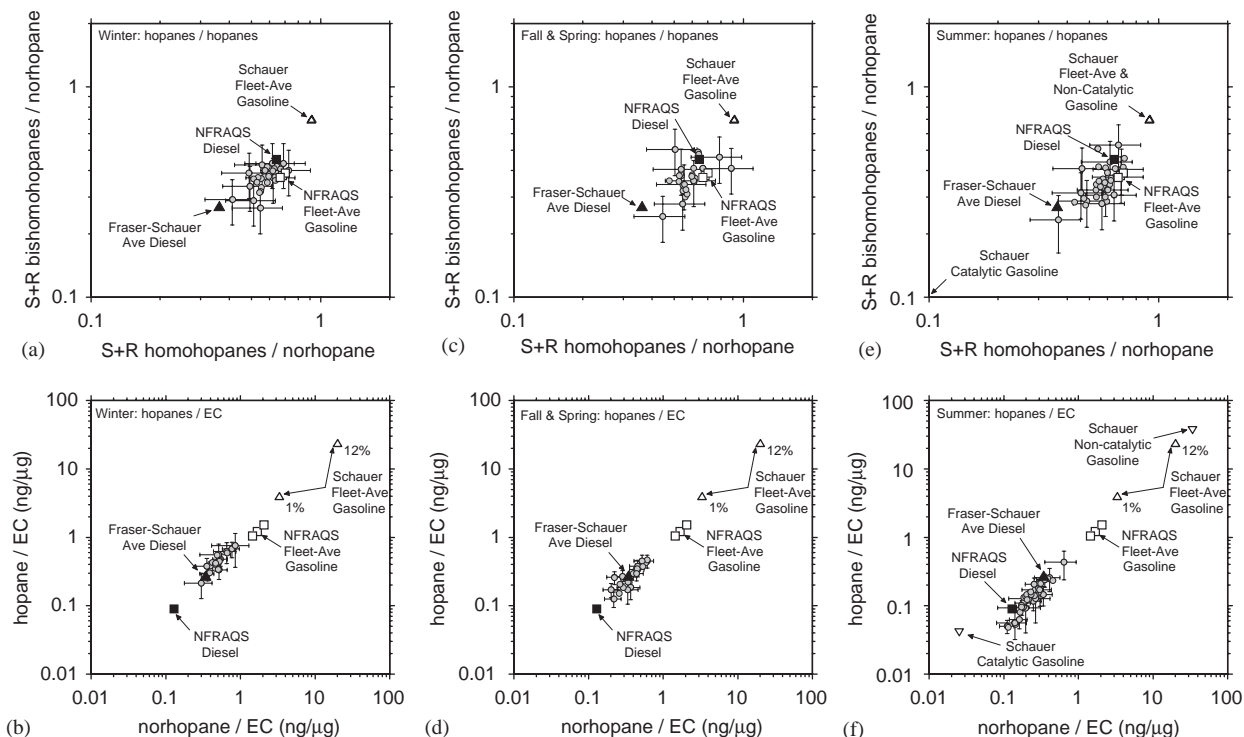 Winter: hopanes / hopanes
Schauer
Fleet-Ave
Gasoline
NFRAQS
Diesel
Fraser-Schauer
Ave Diesel
NFRAQS
Fleet-Ave
Gasoline
S+R bishomohopanes / norhopane
1
0.1
0.1
1
(a)
S+R homohopanes / norhopane
Fall & Spring: hopanes / hopanes
Schauer
Fleet-Ave
Gasoline
NFRAQS
Diesel
Fraser-Schauer
Ave Diesel
NFRAQS
Fleet-Ave
Gasoline
S+R bishomohopanes / norhopane
1
0.1
0.1
1
(c)
S+R homohopanes / norhopane
Summer: hopanes / hopanes
Schauer
Fleet-Ave &
Non-Catalytic
Gasoline
NFRAQS
Diesel
Fraser-Schauer
Ave Diesel
NFRAQS
Fleet-Ave
Gasoline
Schauer
Catalytic Gasoline
S+R bishomohopanes / norhopane
1
0.1
0.1
1
(e)
S+R homohopanes / norhopane
Winter: hopanes / EC
12%
Schauer
Fleet-Ave
Gasoline
1%
Fraser-Schauer
Ave Diesel
NFRAQS
Fleet-Ave
Gasoline
NFRAQS
Diesel
hopane / EC (ng/µg)
100
10
1
0.1
0.01
0.01
0.1
1
10
100
(b)
norhopane / EC (ng/µg)
Fall & Spring: hopanes / EC
12%
Schauer
Fleet-Ave
Gasoline
1%
Fraser-Schauer
Ave Diesel
NFRAQS
Fleet-Ave
Gasoline
NFRAQS
Diesel
hopane / EC (ng/µg)
100
10
1
0.1
0.01
0.01
0.1
1
10
100
(d)
norhopane / EC (ng/µg)
Summer: hopanes / EC
Schauer
Non-catalytic
Gasoline
12%
Schauer
Fleet-Ave
Gasoline
1%
Fraser-Schauer
Ave Diesel
NFRAQS
Diesel
NFRAQS
Fleet-Ave
Gasoline
Schauer
Catalytic Gasoline
hopane / EC (ng/µg)
100
10
1
0.1
0.01
0.01
0.1
1
10
100
(f)
norhopane / EC (ng/µg)